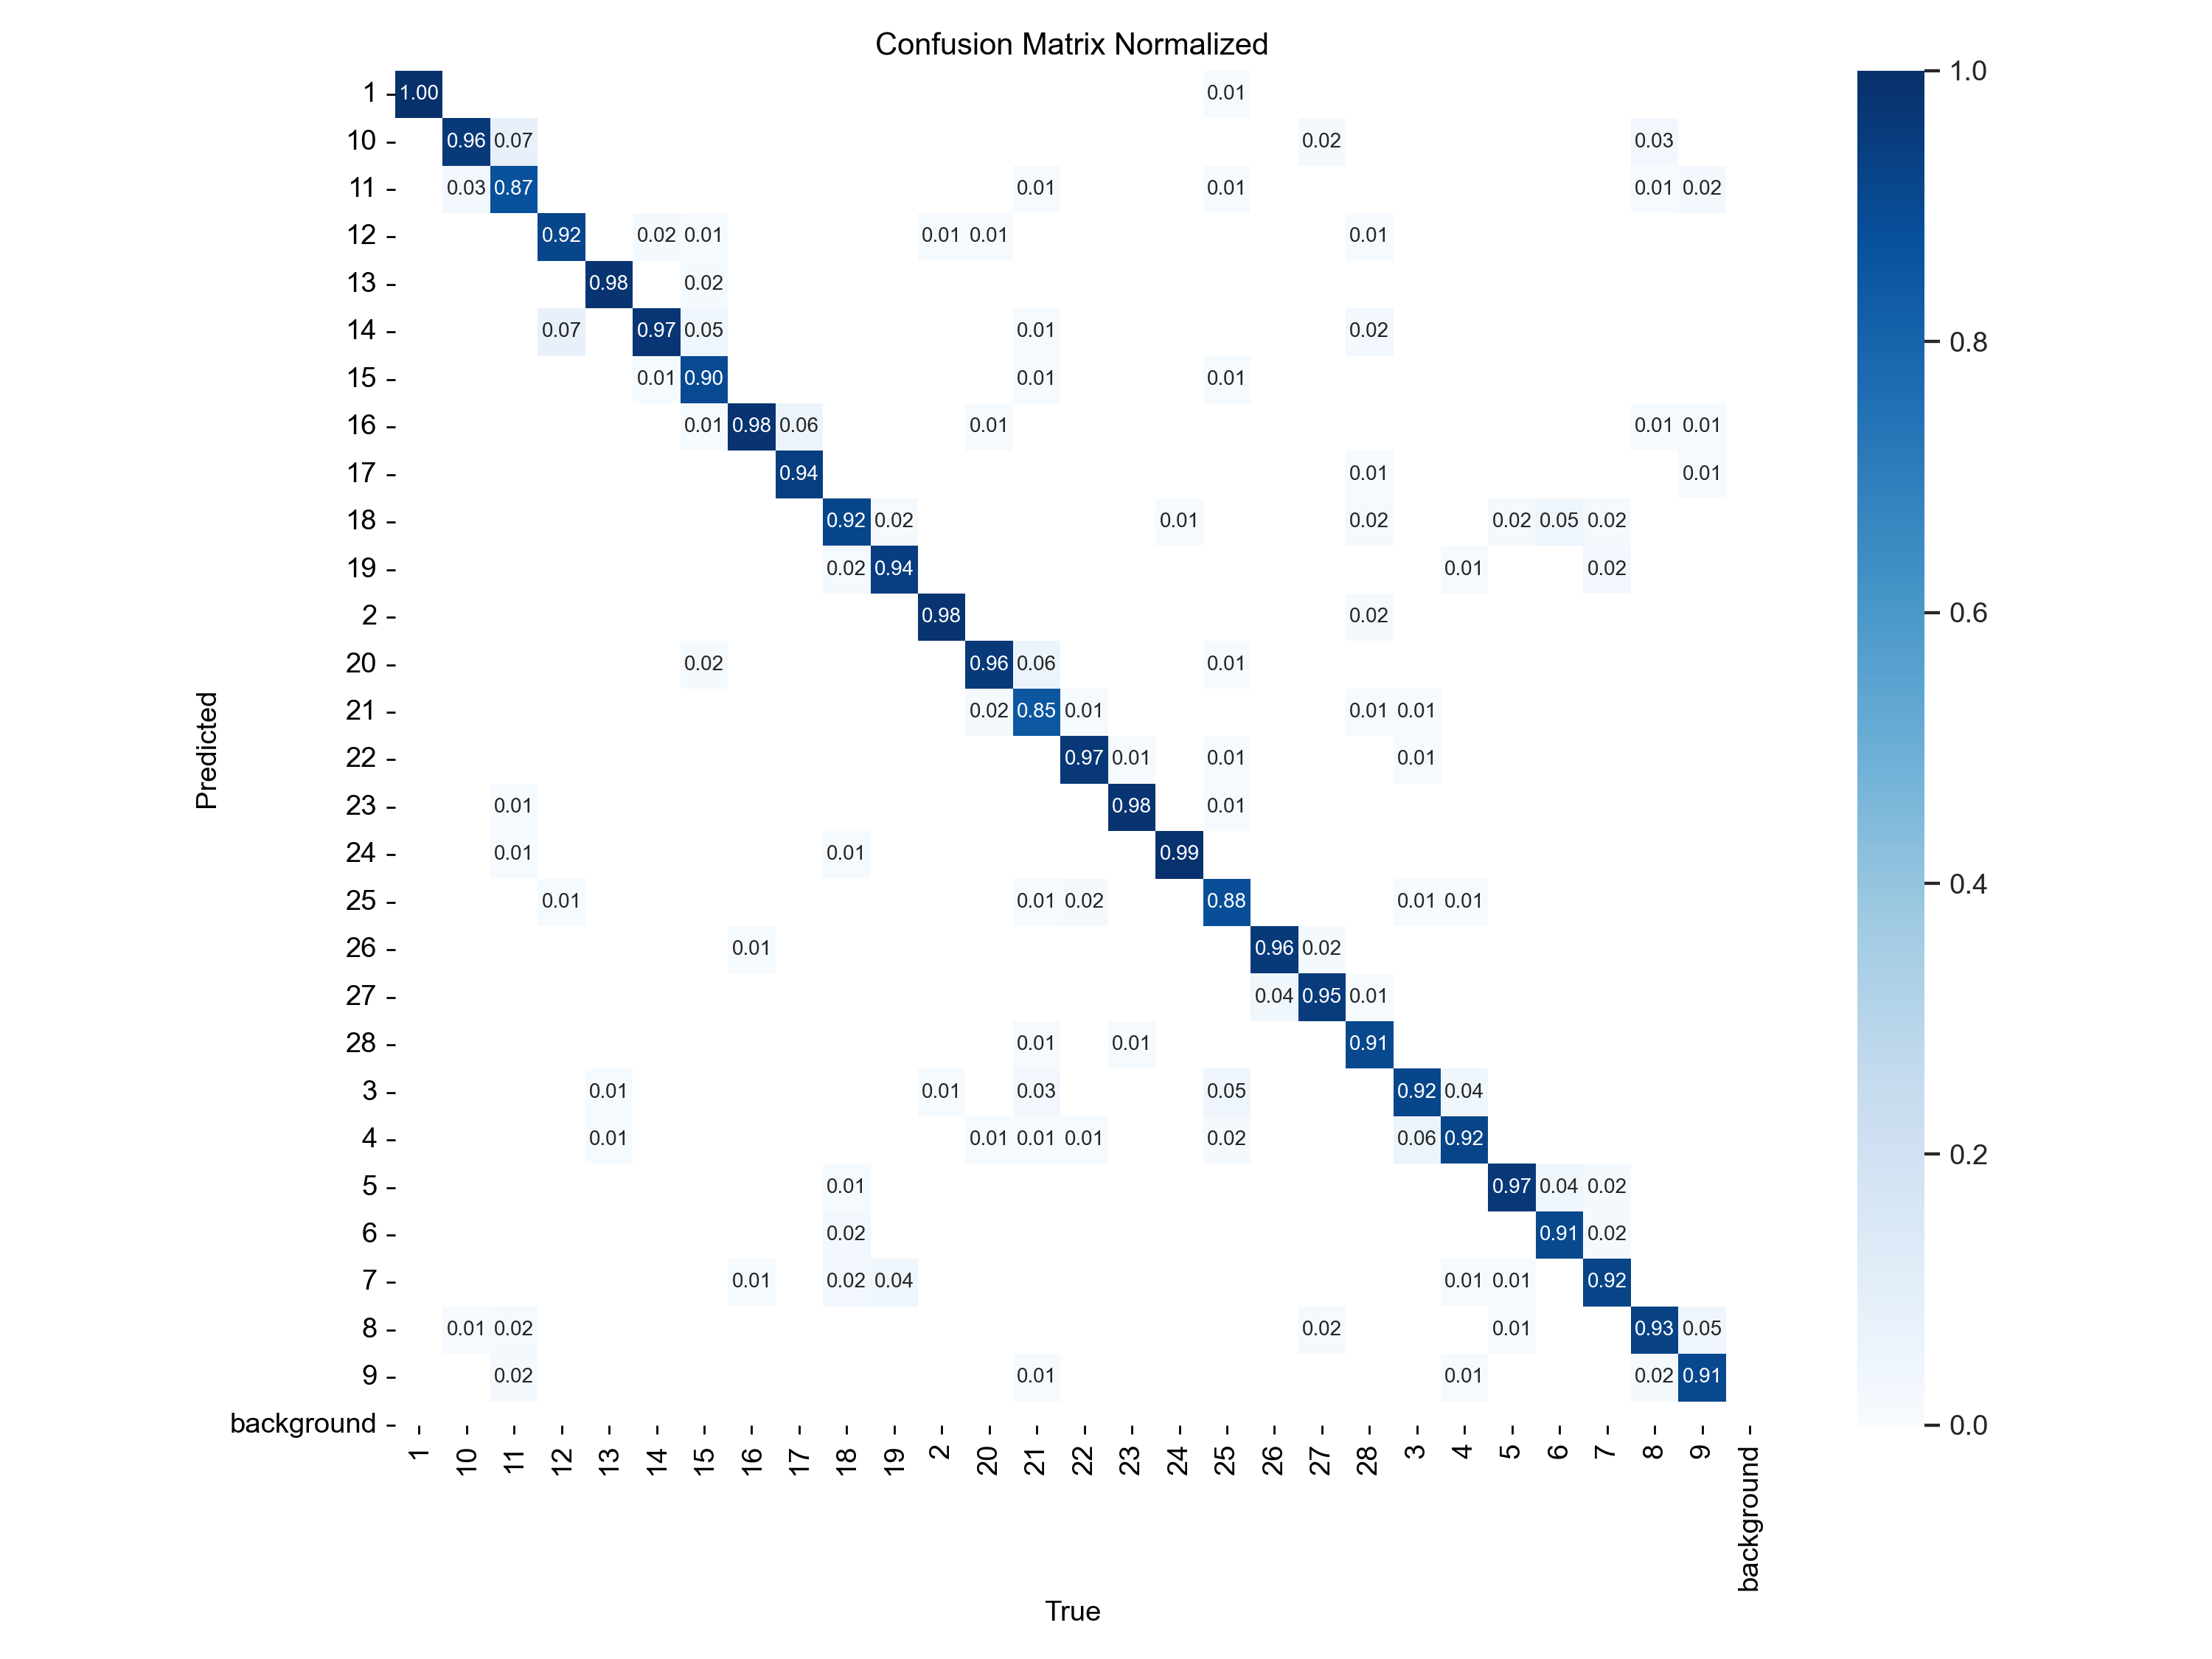 Confusion Matrix Normalized
1 1.00 0.01
10 0.96 0.07 0.02 0.03
11 0.03 0.87 0.01 0.01 0.01 0.02
12 0.92 0.02 0.01 0.01 0.01 0.01
13 0.98 0.02
14 0.07 0.97 0.05 0.01 0.02
15 0.01 0.90 0.01 0.01
16 0.01 0.98 0.06 0.01 0.01 0.01
17 0.94 0.01 0.01
18 0.92 0.02 0.01 0.02 0.02 0.05 0.02
19 0.02 0.94 0.01 0.02
2 0.98 0.02
20 0.02 0.96 0.06 0.01
21 0.02 0.85 0.01 0.01 0.01
22 0.97 0.01 0.01 0.01
23 0.01 0.98 0.01
24 0.01 0.01 0.99
25 0.01 0.01 0.02 0.88 0.01 0.01
26 0.01 0.96 0.02
27 0.04 0.95 0.01
28 0.01 0.01 0.91
3 0.01 0.01 0.03 0.05 0.92 0.04
4 0.01 0.01 0.01 0.01 0.02 0.06 0.92
5 0.01 0.97 0.04 0.02
6 0.02 0.91 0.02
7 0.01 0.02 0.04 0.01 0.01 0.92
8 0.01 0.02 0.02 0.01 0.93 0.05
9 0.02 0.01 0.01 0.02 0.91
background
1 10 11 12 13 14 15 16 17 18 19 2 20 21 22 23 24 25 26 27 28 3 4 5 6 7 8 9 background
Predicted
True
1.0
0.8
0.6
0.4
0.2
0.0